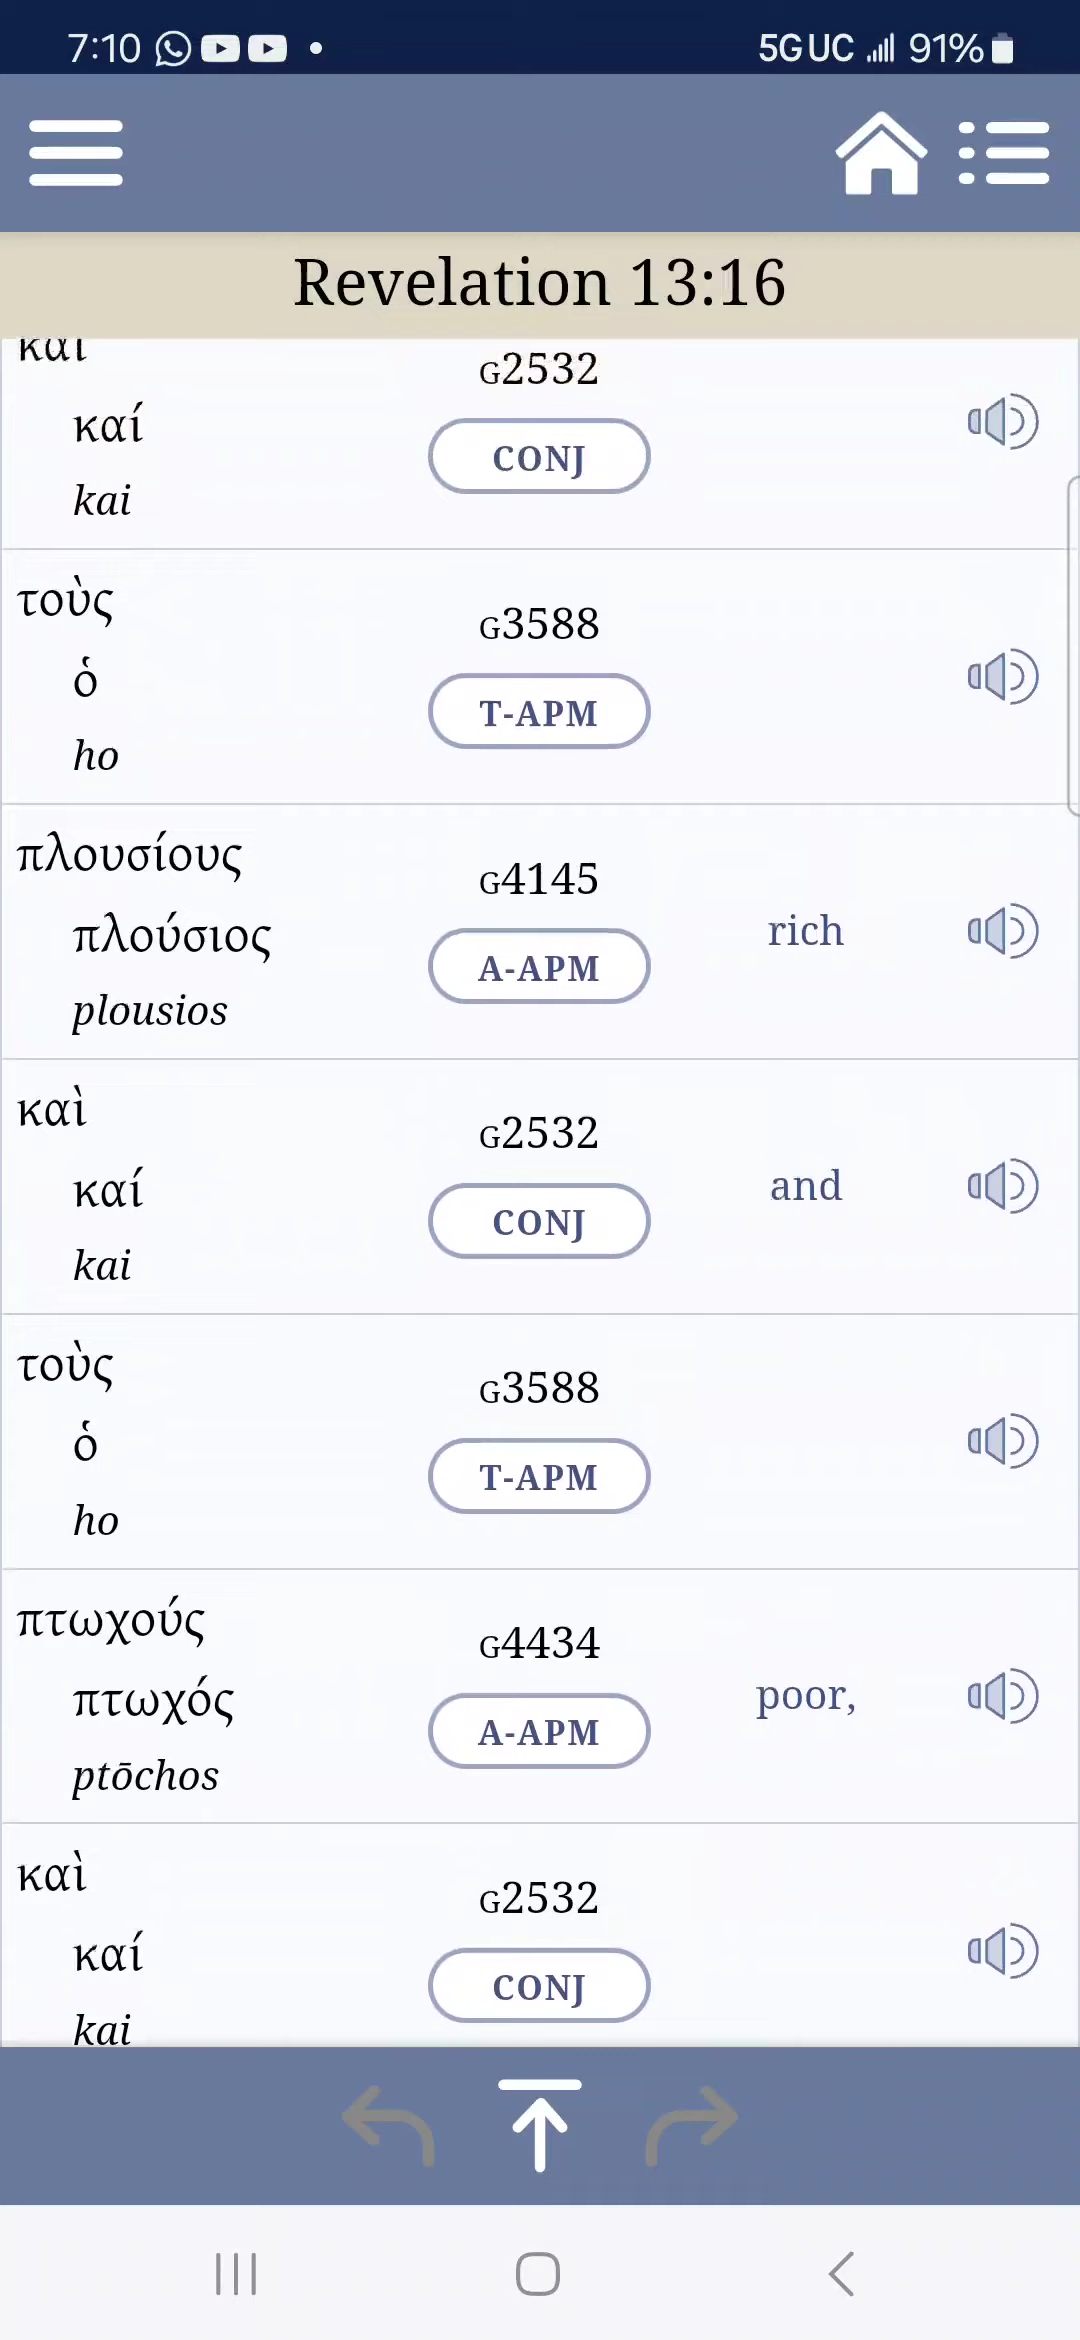 7:10 5G UC 91%
Revelation 13:16
καὶ
G2532
καί
CONJ
kai
τοὺς
G3588
ὁ
T-APM
ho
πλουσίους
G4145
πλούσιος
rich
A-APM
plousios
καὶ
G2532
καί
and
CONJ
kai
τοὺς
G3588
ὁ
T-APM
ho
πτωχούς
G4434
πτωχός
poor,
A-APM
ptōchos
καὶ
G2532
καί
CONJ
kai